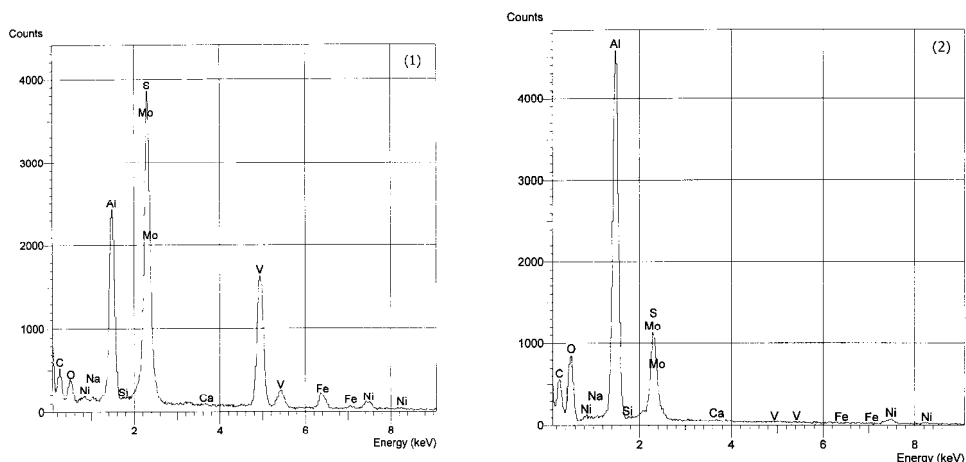 Counts
(1)
4000
3000
2000
1000
0
S
Mo
Al
Mo
V
C
O
Ni
Na
Si
Ca
V
Fe
Fe
Ni
Ni
2
4
6
8
Energy (keV)
Counts
(2)
4000
3000
2000
1000
0
Al
S
Mo
Mo
O
C
Ni
Na
Si
Ca
V
V
Fe
Fe
Ni
Ni
2
4
6
8
Energy (keV)